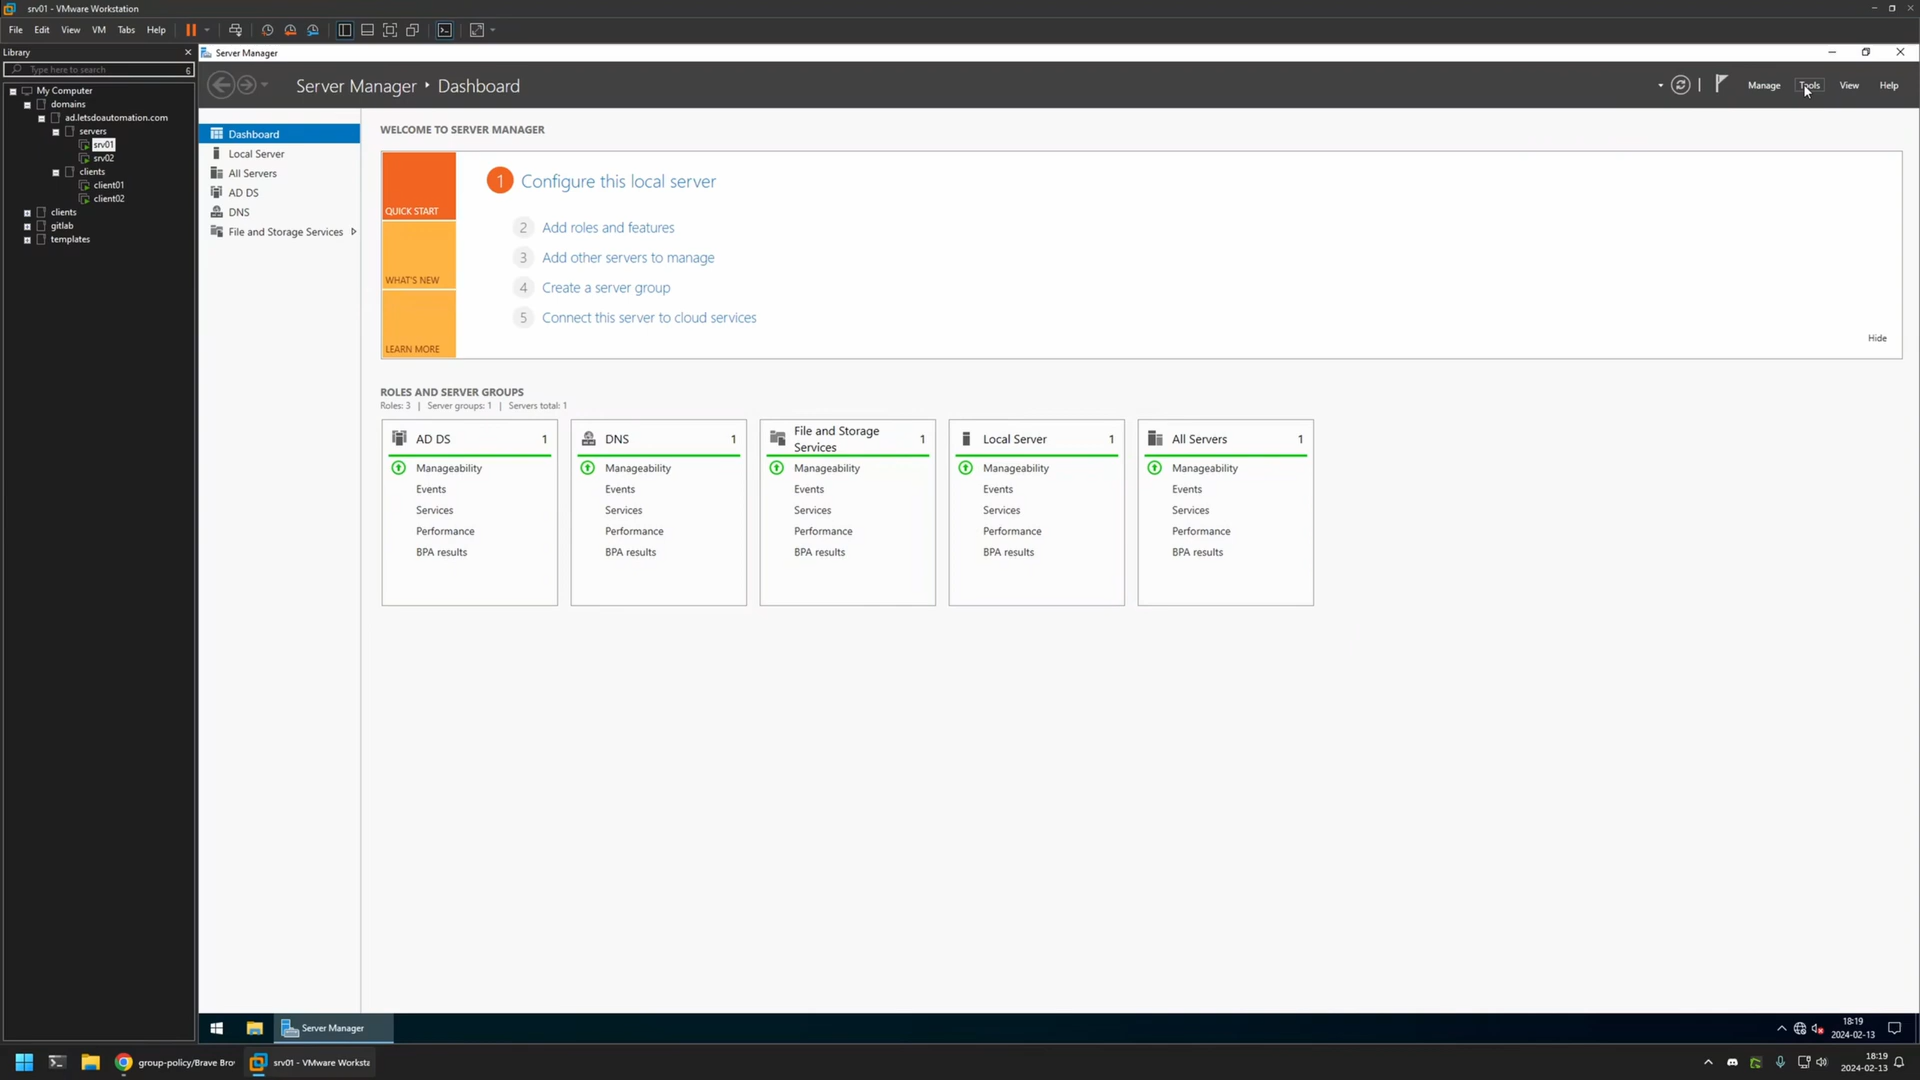 srv01 - VMware Workstation
File Edit View VM Tabs Help
Library
Type here to search
My Computer
domains
ad.letsdoautomation.com
servers
srv01
srv02
clients
client01
client02
clients
gitlab
templates
Server Manager
Server Manager Dashboard
Manage Tools View Help
Dashboard
Local Server
All Servers
AD DS
DNS
File and Storage Services
WELCOME TO SERVER MANAGER
QUICK START
WHAT'S NEW
LEARN MORE
1 Configure this local server
2 Add roles and features
3 Add other servers to manage
4 Create a server group
5 Connect this server to cloud services
Hide
ROLES AND SERVER GROUPS
Roles: 3 | Server groups: 1 | Servers total: 1
AD DS 1
Manageability
Events
Services
Performance
BPA results
DNS 1
Manageability
Events
Services
Performance
BPA results
File and Storage
Services 1
Manageability
Events
Services
Performance
BPA results
Local Server 1
Manageability
Events
Services
Performance
BPA results
All Servers 1
Manageability
Events
Services
Performance
BPA results
Server Manager
18:19
2024-02-13
group-policy/Brave Bro
srv01 - VMware Worksta
18:19
2024-02-13